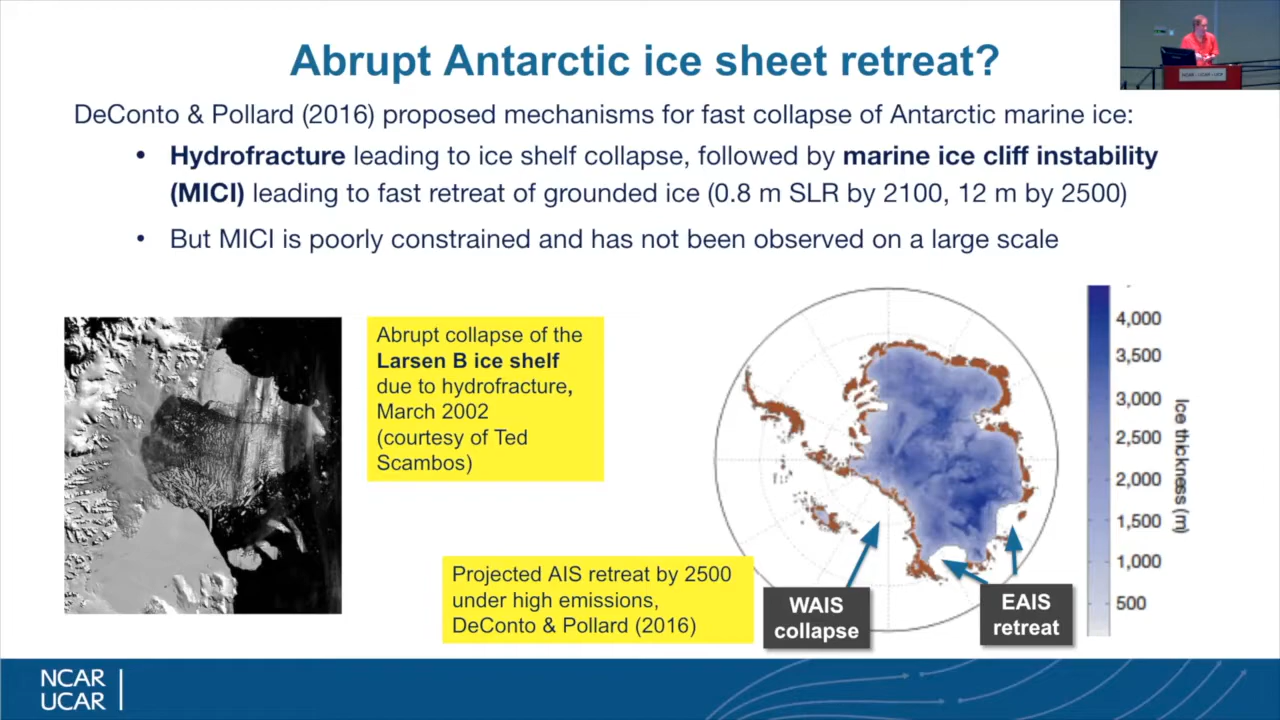 Abrupt Antarctic ice sheet retreat?
DeConto & Pollard (2016) proposed mechanisms for fast collapse of Antarctic marine ice:
• Hydrofracture leading to ice shelf collapse, followed by marine ice cliff instability
(MICI) leading to fast retreat of grounded ice (0.8 m SLR by 2100, 12 m by 2500)
• But MICI is poorly constrained and has not been observed on a large scale
Abrupt collapse of the
Larsen B ice shelf
due to hydrofracture,
March 2002
(courtesy of Ted
Scambos)
Projected AIS retreat by 2500
under high emissions,
DeConto & Pollard (2016)
WAIS
collapse
EAIS
retreat
4,000
3,500
3,000
2,500
2,000
1,500
1,000
500
Ice thickness (m)
NCAR
UCAR
NCAR · UCAR · UCP